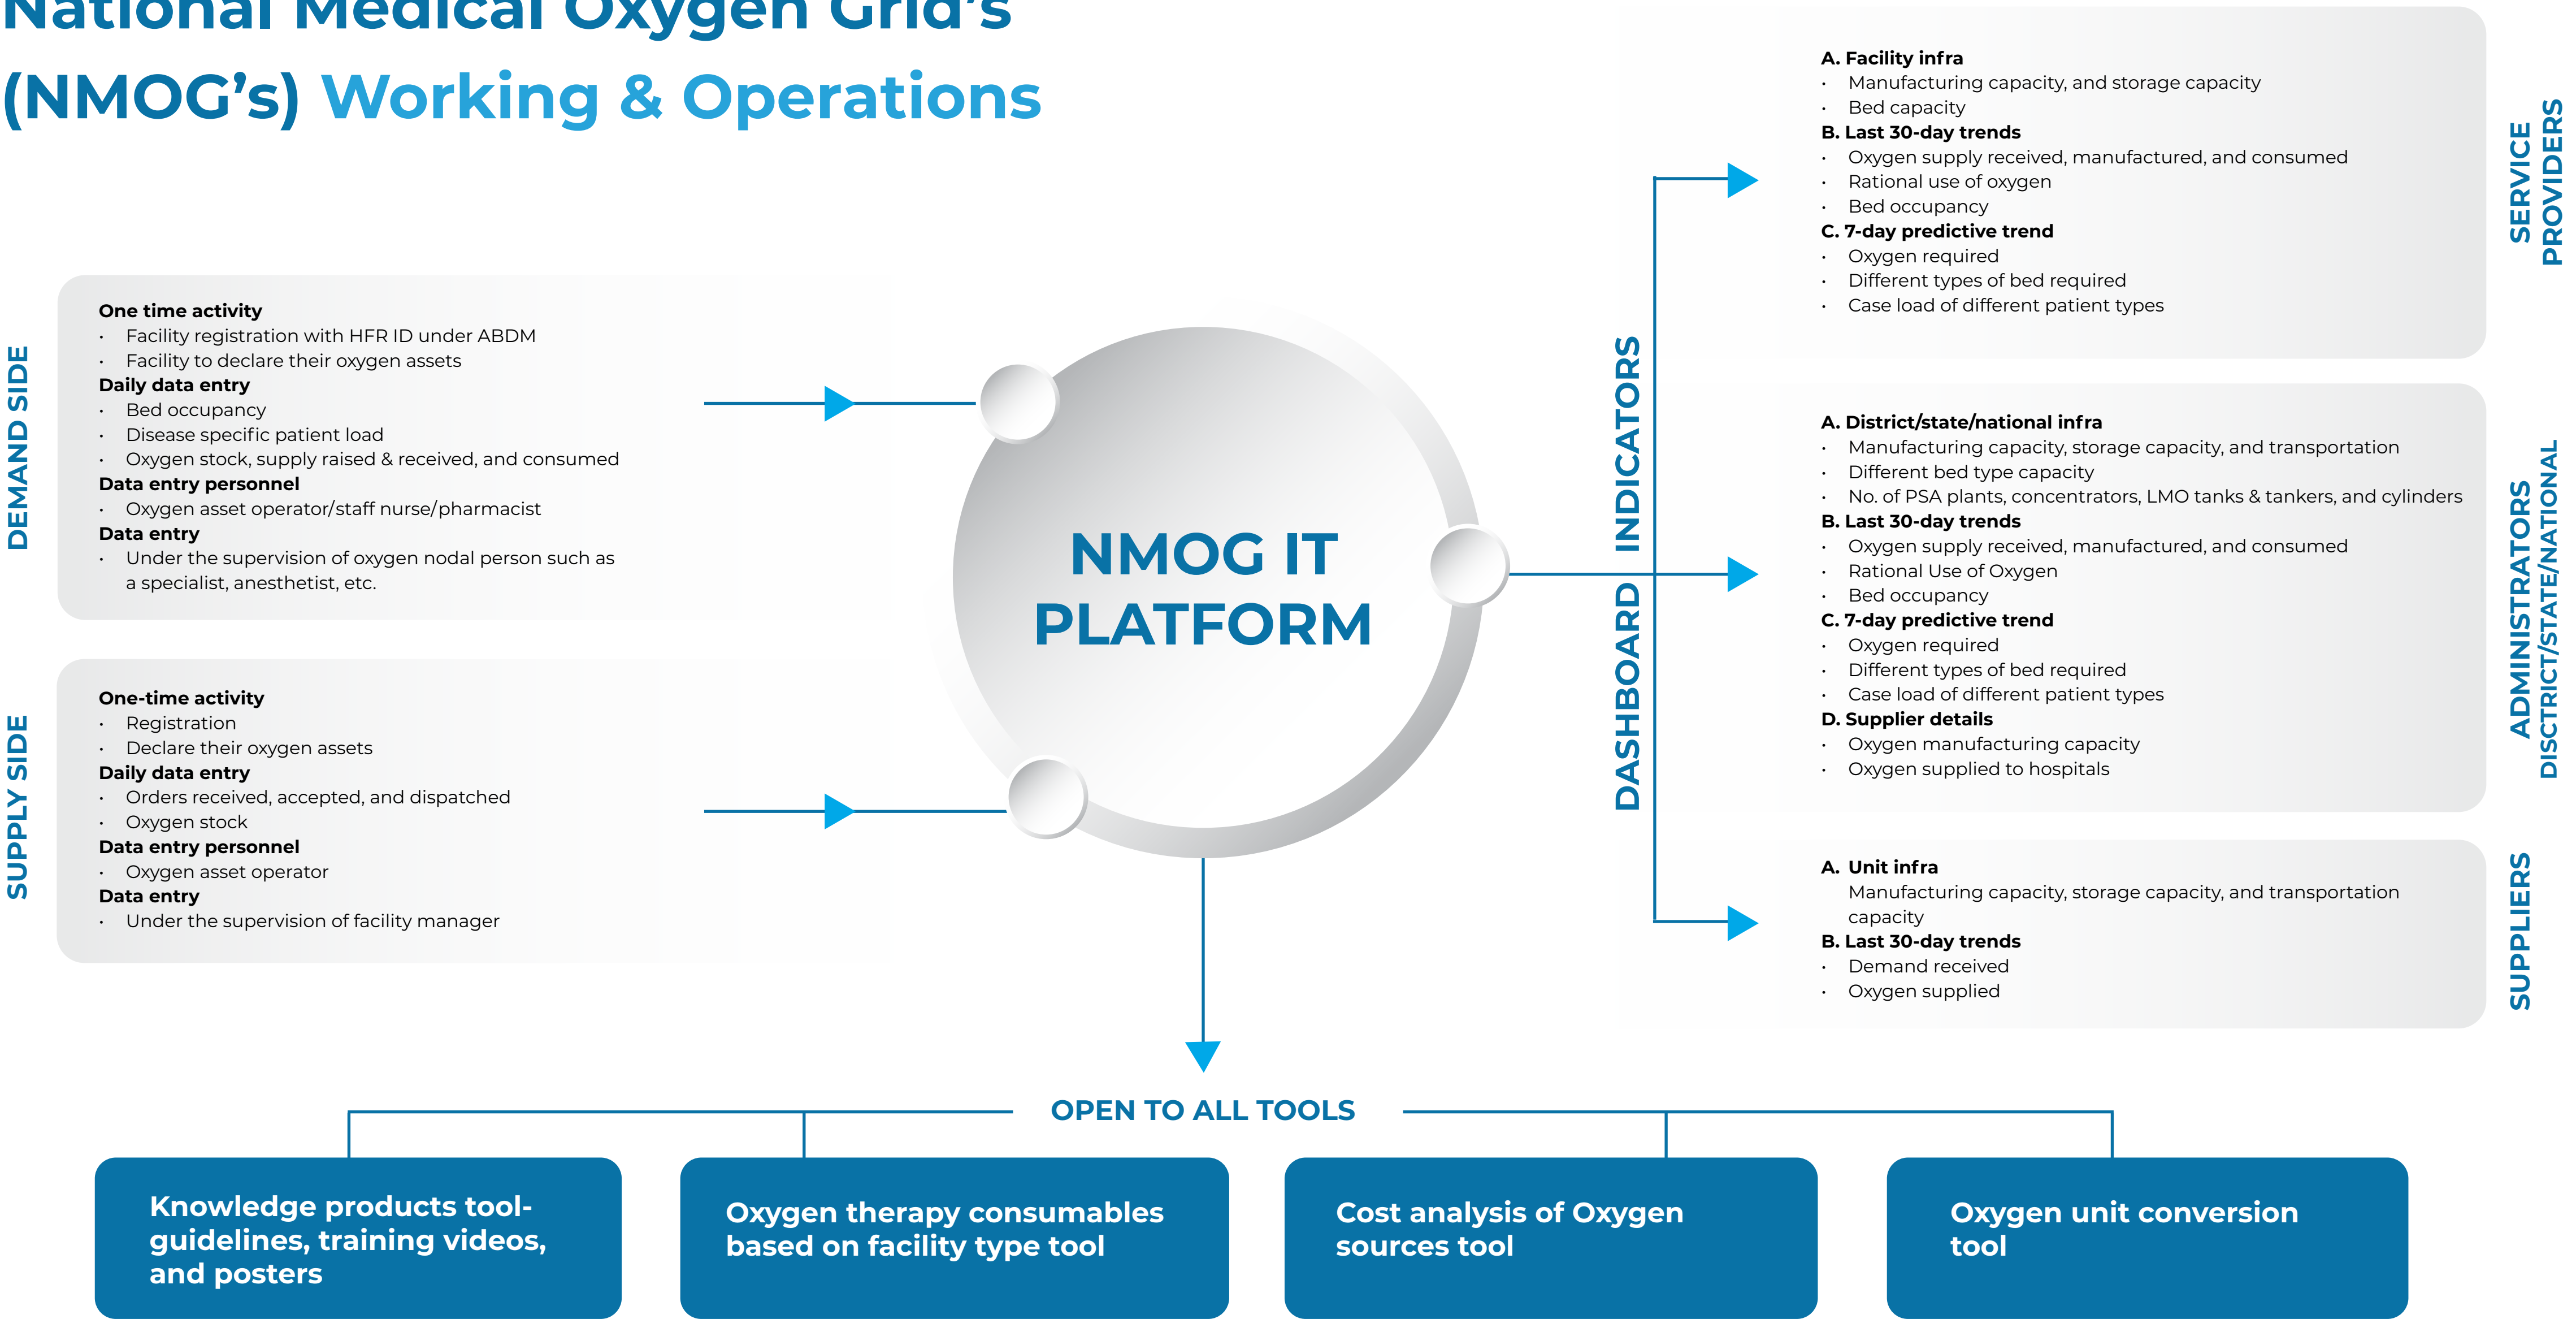 National Medical Oxygen Grid's
(NMOG's) Working & Operations
DEMAND SIDE
One time activity
• Facility registration with HFR ID under ABDM
• Facility to declare their oxygen assets
Daily data entry
• Bed occupancy
• Disease specific patient load
• Oxygen stock, supply raised & received, and consumed
Data entry personnel
• Oxygen asset operator/staff nurse/pharmacist
Data entry
• Under the supervision of oxygen nodal person such as
a specialist, anesthetist, etc.
SUPPLY SIDE
One-time activity
• Registration
• Declare their oxygen assets
Daily data entry
• Orders received, accepted, and dispatched
• Oxygen stock
Data entry personnel
• Oxygen asset operator
Data entry
• Under the supervision of facility manager
NMOG IT
PLATFORM
DASHBOARD INDICATORS
A. Facility infra
• Manufacturing capacity, and storage capacity
• Bed capacity
B. Last 30-day trends
• Oxygen supply received, manufactured, and consumed
• Rational use of oxygen
• Bed occupancy
C. 7-day predictive trend
• Oxygen required
• Different types of bed required
• Case load of different patient types
SERVICE
PROVIDERS
A. District/state/national infra
• Manufacturing capacity, storage capacity, and transportation
• Different bed type capacity
• No. of PSA plants, concentrators, LMO tanks & tankers, and cylinders
B. Last 30-day trends
• Oxygen supply received, manufactured, and consumed
• Rational Use of Oxygen
• Bed occupancy
C. 7-day predictive trend
• Oxygen required
• Different types of bed required
• Case load of different patient types
D. Supplier details
• Oxygen manufacturing capacity
• Oxygen supplied to hospitals
ADMINISTRATORS
DISCTRICT/STATE/NATIONAL
A. Unit infra
Manufacturing capacity, storage capacity, and transportation
capacity
B. Last 30-day trends
• Demand received
• Oxygen supplied
SUPPLIERS
OPEN TO ALL TOOLS
Knowledge products tool-
guidelines, training videos,
and posters
Oxygen therapy consumables
based on facility type tool
Cost analysis of Oxygen
sources tool
Oxygen unit conversion
tool